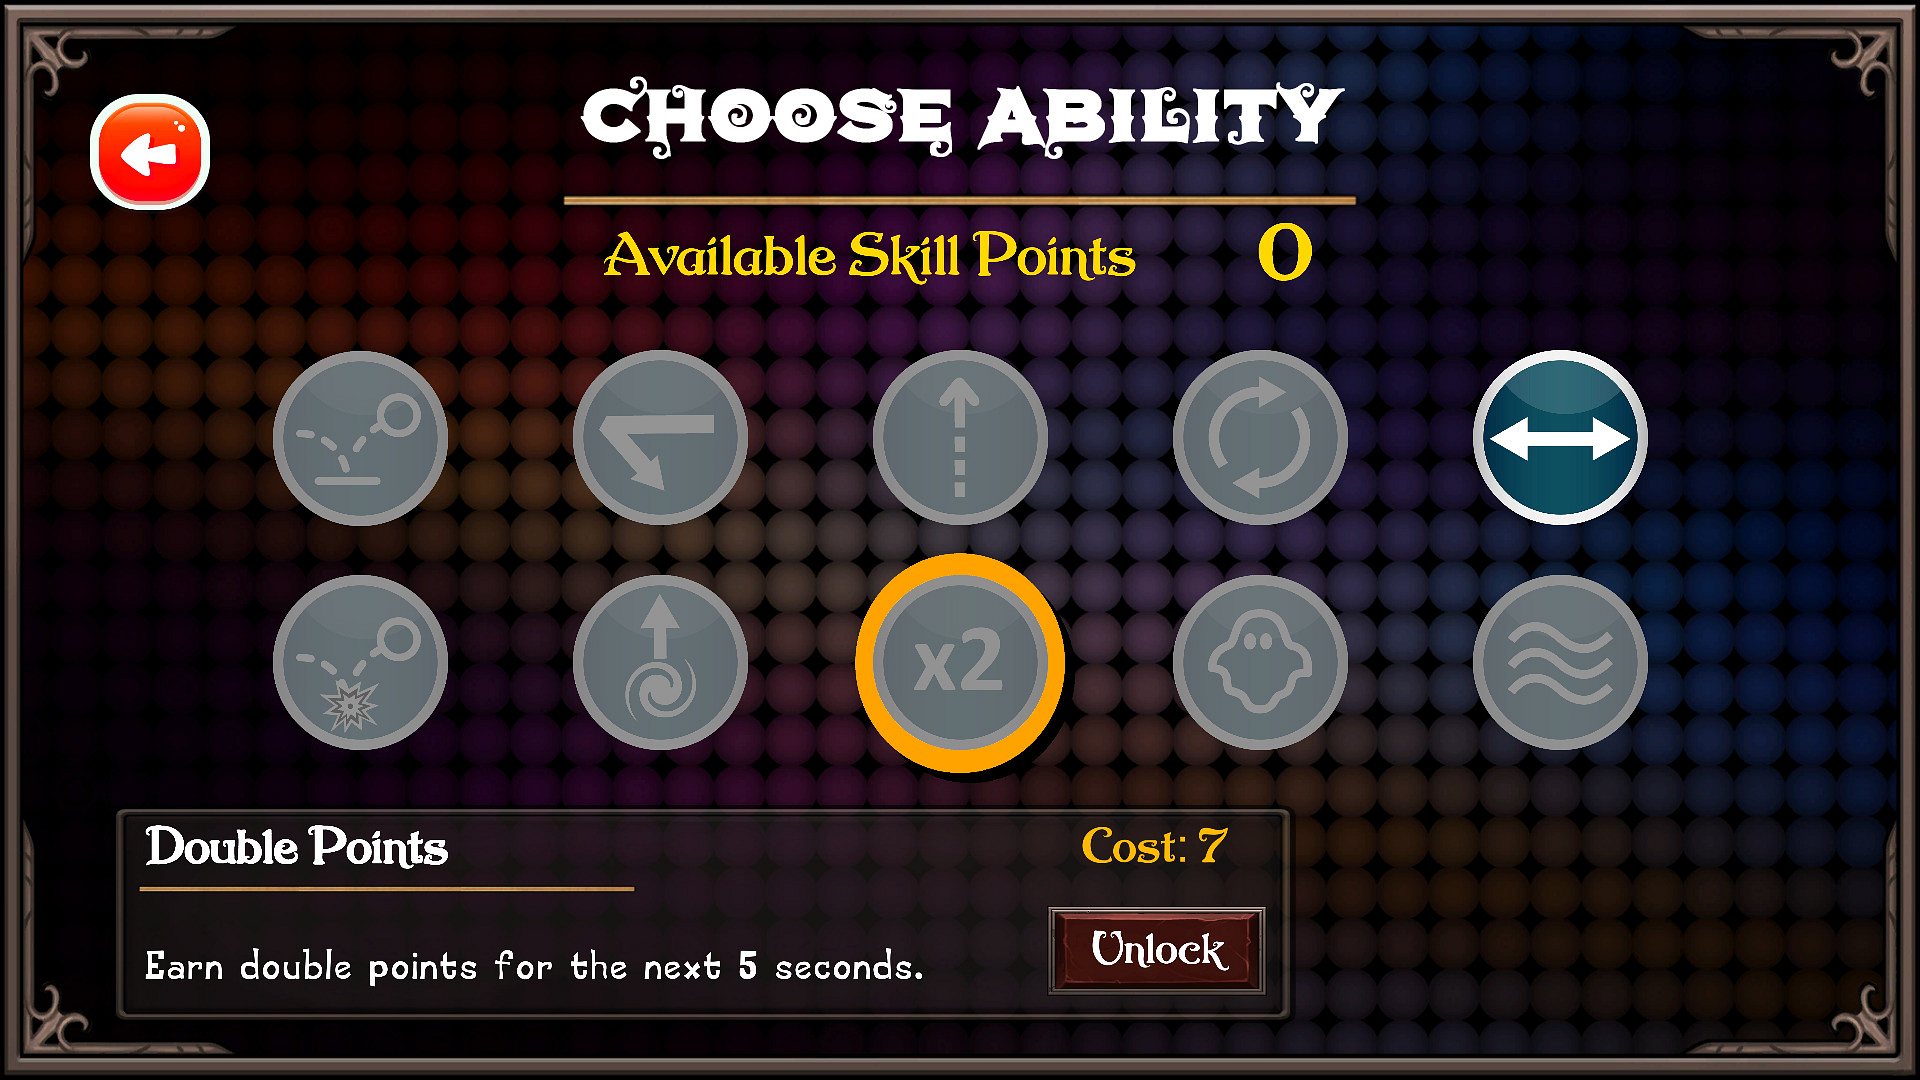 CHOOSE ABILITY
Available Skill Points 0
x2
Double Points Cost: 7
Earn double points for the next 5 seconds.
Unlock